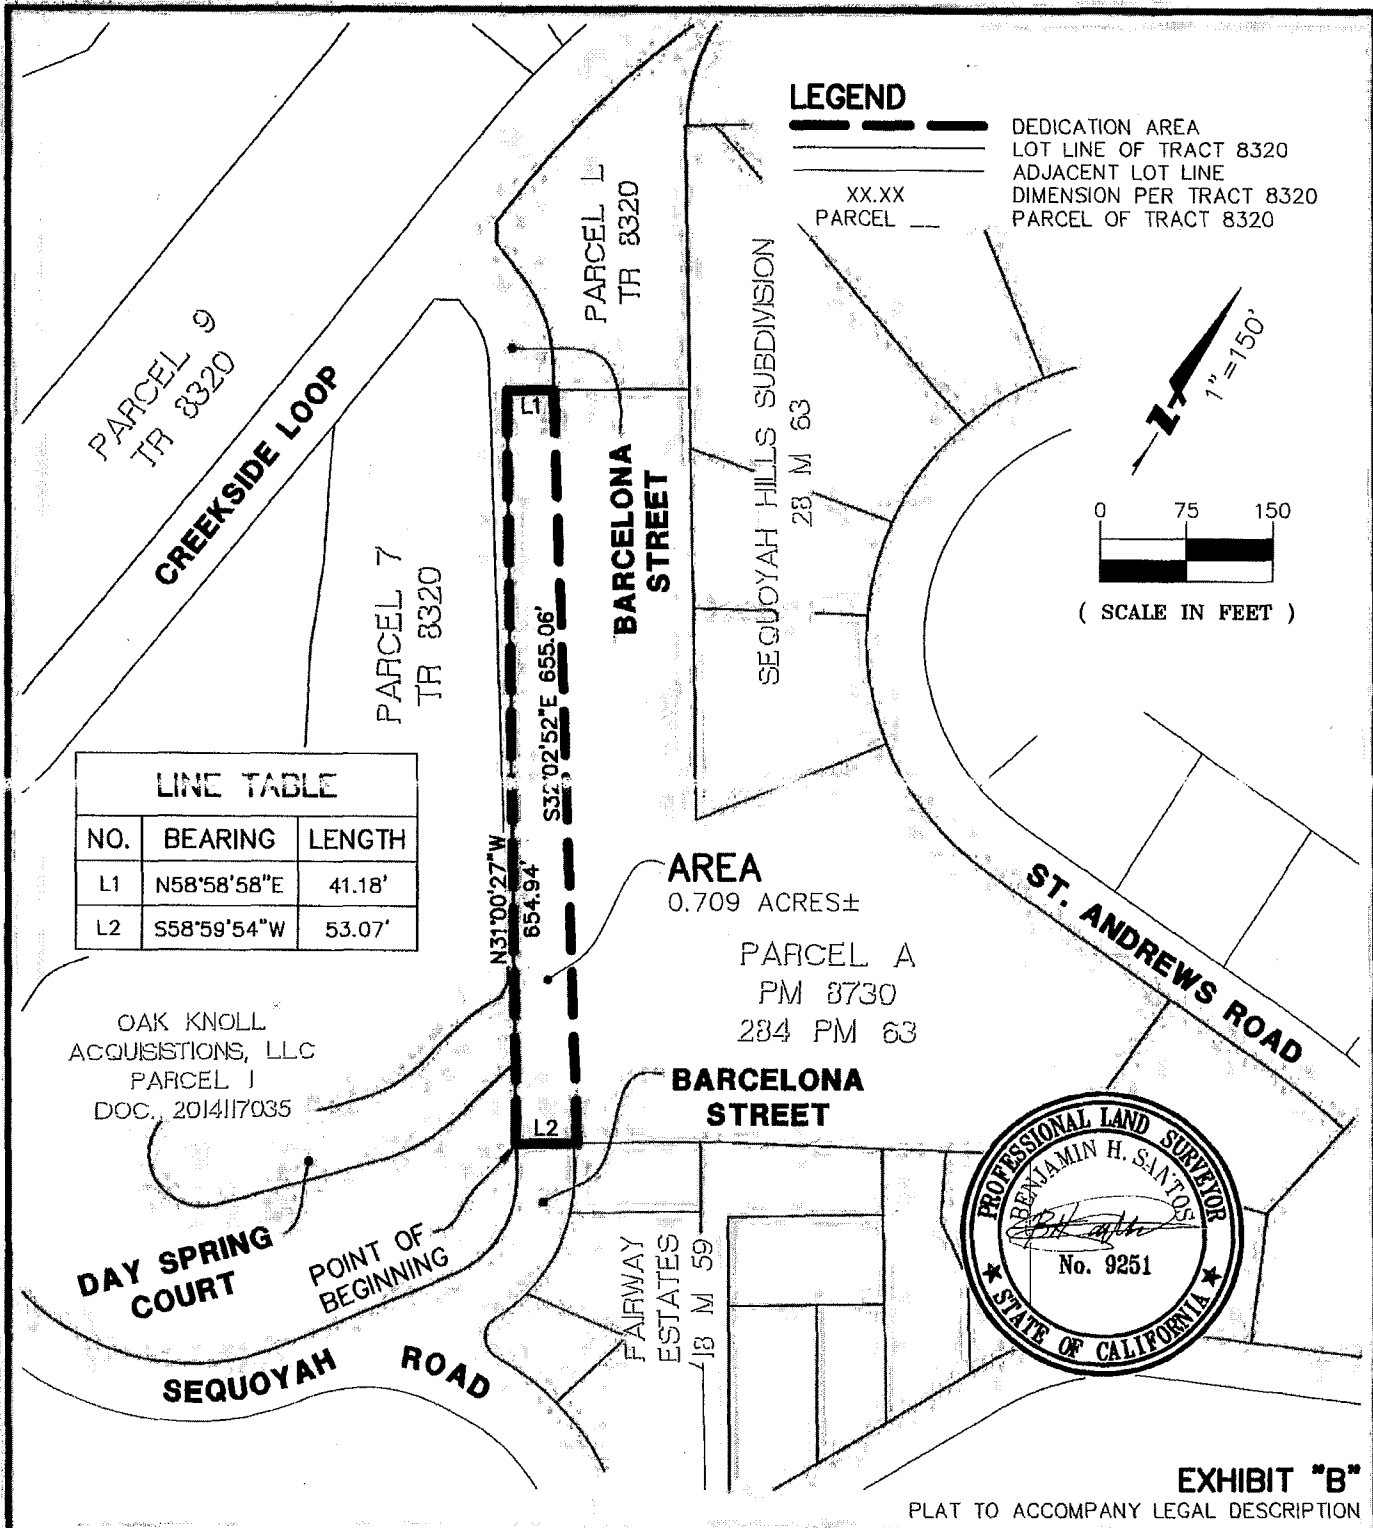 LEGEND
DEDICATION AREA
LOT LINE OF TRACT 8320
ADJACENT LOT LINE
XX.XX DIMENSION PER TRACT 8320
PARCEL __ PARCEL OF TRACT 8320
PARCEL L
TR 8320
PARCEL 9
TR 8320
CREEKSIDE LOOP
SEQUOYAH HILLS SUBDIVISION
28 M 63
1"=150'
Z
0 75 150
( SCALE IN FEET )
L1
BARCELONA
STREET
PARCEL 7
TR 8320
S32°02'52"E 655.06'
N31°00'27"W
654.94'
LINE TABLE
NO. BEARING LENGTH
L1 N58°58'58"E 41.18'
L2 S58°59'54"W 53.07'
AREA
0.709 ACRES±
PARCEL A
PM 8730
284 PM 63
ST. ANDREWS ROAD
OAK KNOLL
ACQUISISTIONS, LLC
PARCEL 1
DOC. 2014117035
BARCELONA
STREET
L2
DAY SPRING
COURT
POINT OF
BEGINNING
SEQUOYAH ROAD
FAIRWAY
ESTATES
18 M 59
PROFESSIONAL LAND SURVEYOR
BENJAMIN H. SANTOS
No. 9251
STATE OF CALIFORNIA
EXHIBIT "B"
PLAT TO ACCOMPANY LEGAL DESCRIPTION